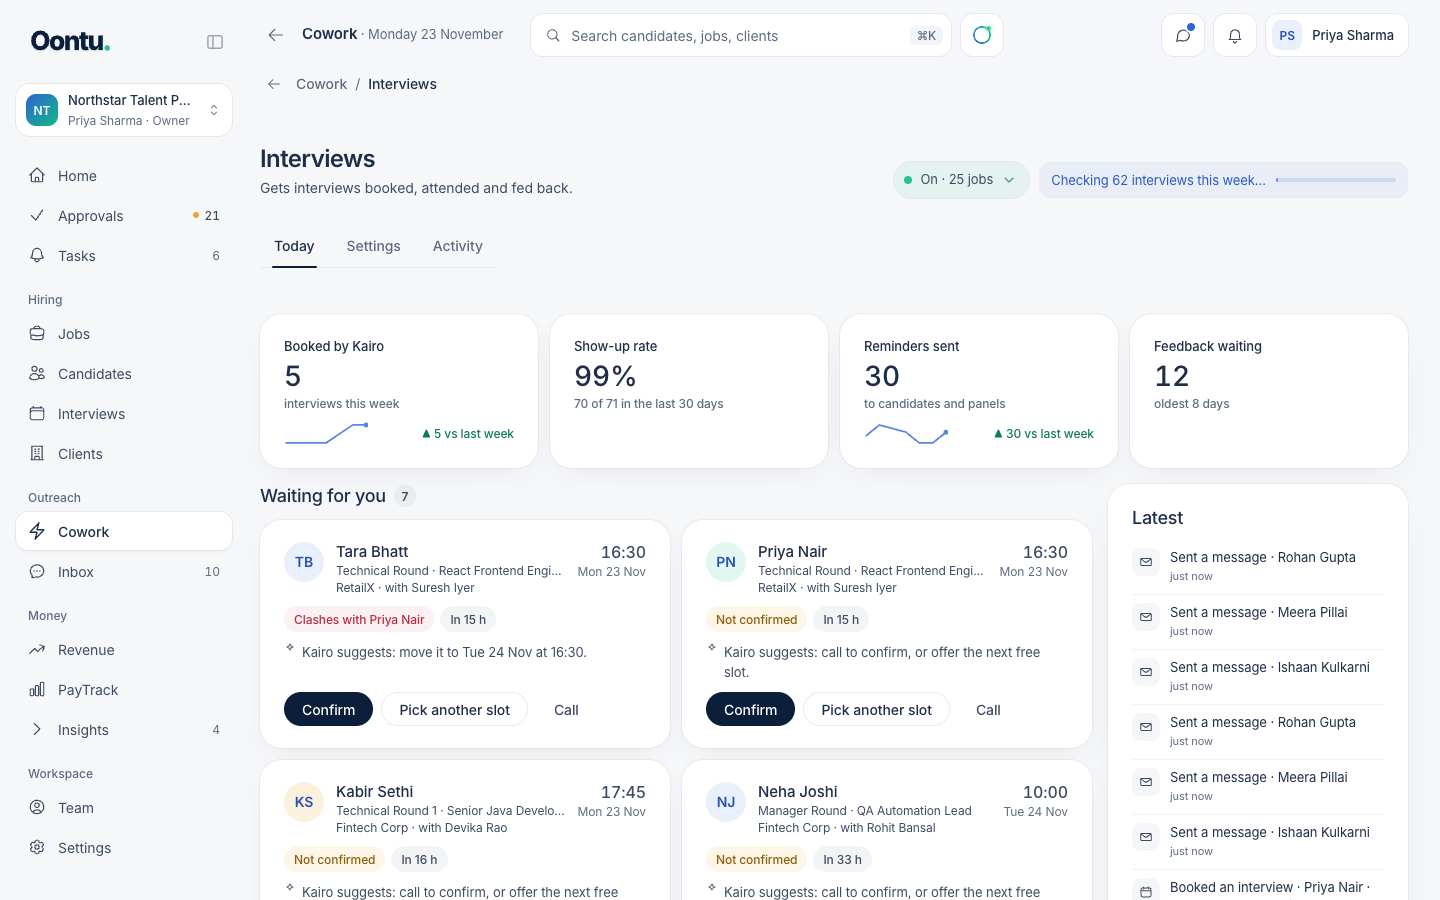 Oontu.
Cowork · Monday 23 November
Search candidates, jobs, clients
⌘K
PS
Priya Sharma
Cowork / Interviews
NT
Northstar Talent P...
Priya Sharma · Owner
Home
Approvals
21
Tasks
6
Hiring
Jobs
Candidates
Interviews
Clients
Outreach
Cowork
Inbox
10
Money
Revenue
PayTrack
Insights
4
Workspace
Team
Settings
Interviews
Gets interviews booked, attended and fed back.
On · 25 jobs
Checking 62 interviews this week...
Today
Settings
Activity
Booked by Kairo
5
interviews this week
▲ 5 vs last week
Show-up rate
99%
70 of 71 in the last 30 days
Reminders sent
30
to candidates and panels
▲ 30 vs last week
Feedback waiting
12
oldest 8 days
Waiting for you
7
TB
Tara Bhatt
16:30
Technical Round · React Frontend Engi...
Mon 23 Nov
RetailX · with Suresh Iyer
Clashes with Priya Nair
In 15 h
Kairo suggests: move it to Tue 24 Nov at 16:30.
Confirm
Pick another slot
Call
PN
Priya Nair
16:30
Technical Round · React Frontend Engi...
Mon 23 Nov
RetailX · with Suresh Iyer
Not confirmed
In 15 h
Kairo suggests: call to confirm, or offer the next free
slot.
Confirm
Pick another slot
Call
KS
Kabir Sethi
17:45
Technical Round 1 · Senior Java Develo...
Mon 23 Nov
Fintech Corp · with Devika Rao
Not confirmed
In 16 h
Kairo suggests: call to confirm, or offer the next free
NJ
Neha Joshi
10:00
Manager Round · QA Automation Lead
Tue 24 Nov
Fintech Corp · with Rohit Bansal
Not confirmed
In 33 h
Kairo suggests: call to confirm, or offer the next free
Latest
Sent a message · Rohan Gupta
just now
Sent a message · Meera Pillai
just now
Sent a message · Ishaan Kulkarni
just now
Sent a message · Rohan Gupta
just now
Sent a message · Meera Pillai
just now
Sent a message · Ishaan Kulkarni
just now
Booked an interview · Priya Nair ·